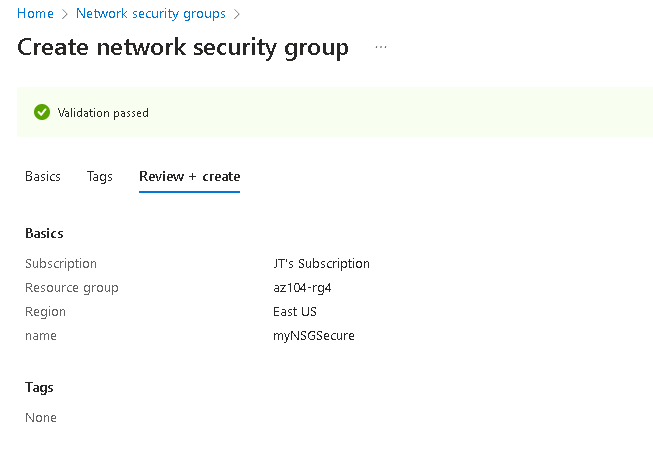 Home > Network security groups >
Create network security group ...
Validation passed
Basics Tags Review + create
Basics
Subscription JT's Subscription
Resource group az104-rg4
Region East US
name myNSGSecure
Tags
None